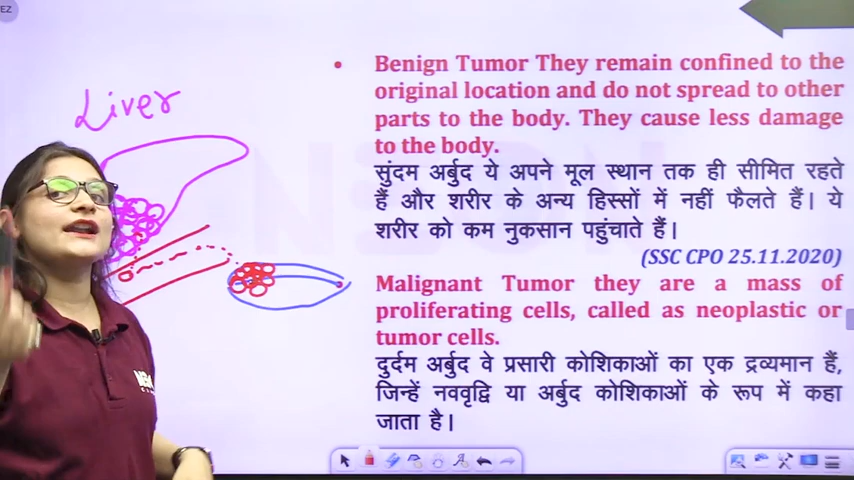 EZ
Liver
• Benign Tumor They remain confined to the
original location and do not spread to other
parts to the body. They cause less damage
to the body.
सुंदम अर्बुद ये अपने मूल स्थान तक ही सीमित रहते
हैं और शरीर के अन्य हिस्सों में नहीं फैलते हैं। ये
शरीर को कम नुकसान पहुंचाते हैं।
(SSC CPO 25.11.2020)
Malignant Tumor they are a mass of
proliferating cells, called as neoplastic or
tumor cells.
दुर्दम अर्बुद वे प्रसारी कोशिकाओं का एक द्रव्यमान हैं,
जिन्हें नववृद्वि या अर्बुद कोशिकाओं के रूप में कहा
जाता है।